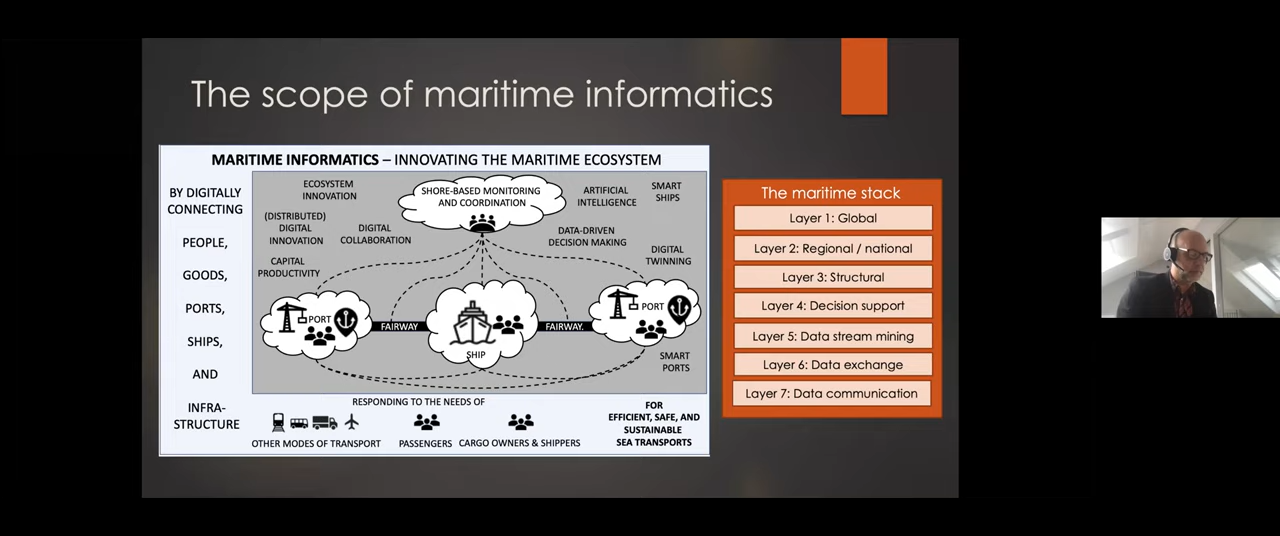 The scope of maritime informatics
MARITIME INFORMATICS – INNOVATING THE MARITIME ECOSYSTEM
BY DIGITALLY
CONNECTING
PEOPLE,
GOODS,
PORTS,
SHIPS,
AND
INFRA-
STRUCTURE
ECOSYSTEM
INNOVATION
(DISTRIBUTED)
DIGITAL
INNOVATION
DIGITAL
COLLABORATION
CAPITAL
PRODUCTIVITY
SHORE-BASED MONITORING
AND COORDINATION
ARTIFICIAL
INTELLIGENCE
SMART
SHIPS
DATA-DRIVEN
DECISION MAKING
DIGITAL
TWINNING
PORT
FAIRWAY
SHIP
FAIRWAY.
PORT
SMART
PORTS
RESPONDING TO THE NEEDS OF
OTHER MODES OF TRANSPORT
PASSENGERS
CARGO OWNERS & SHIPPERS
FOR
EFFICIENT, SAFE, AND
SUSTAINABLE
SEA TRANSPORTS
The maritime stack
Layer 1: Global
Layer 2: Regional / national
Layer 3: Structural
Layer 4: Decision support
Layer 5: Data stream mining
Layer 6: Data exchange
Layer 7: Data communication